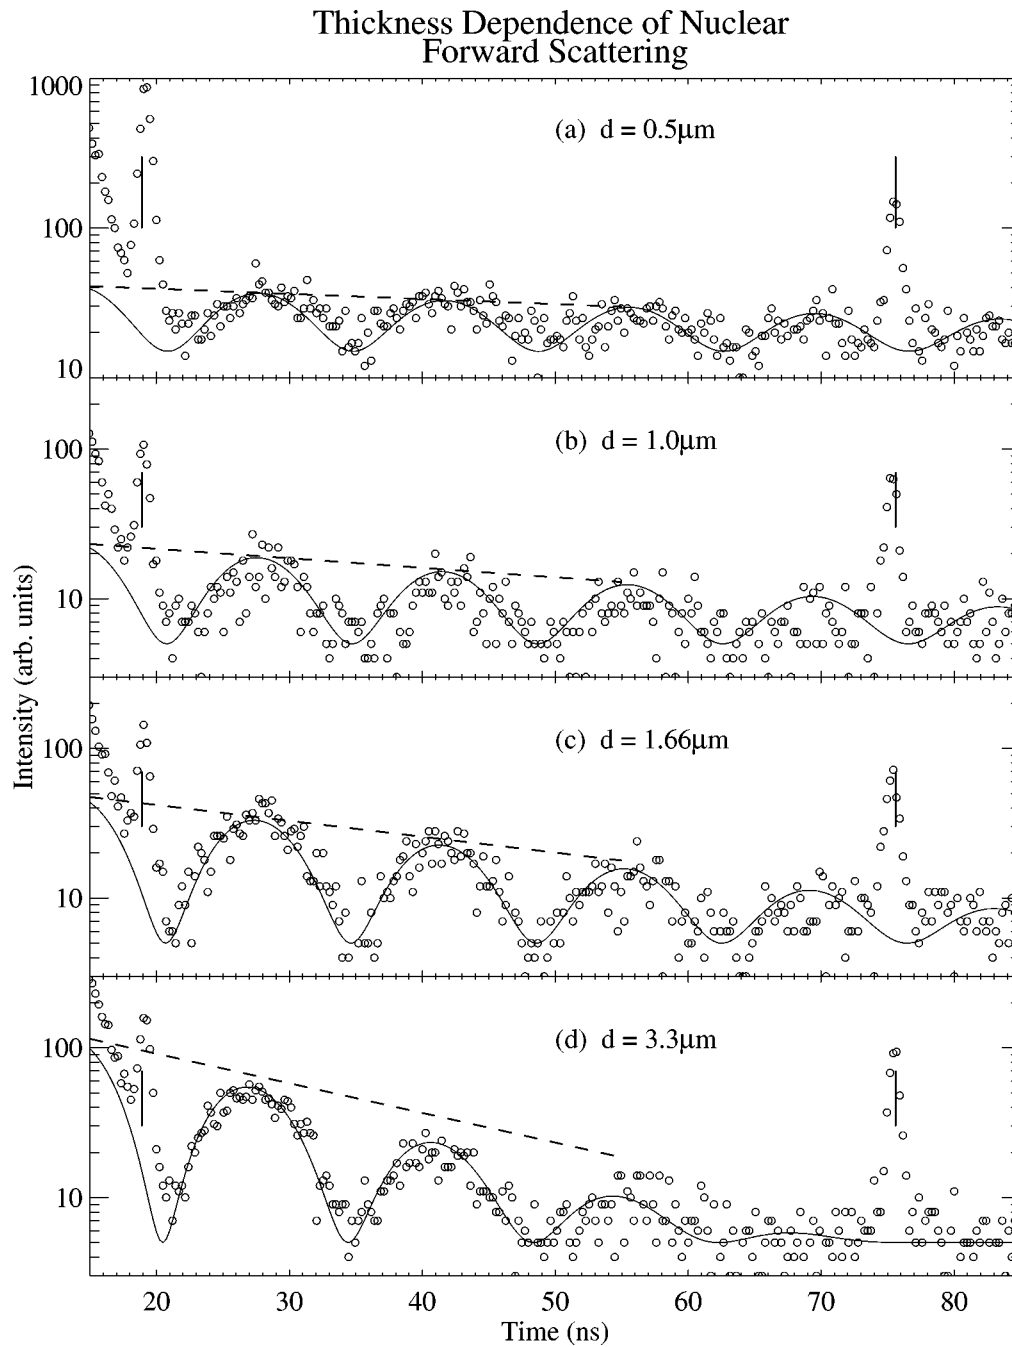 Thickness Dependence of Nuclear
Forward Scattering
1000
(a) d = 0.5μm
100
10
(b) d = 1.0μm
100
10
(c) d = 1.66μm
100
10
(d) d = 3.3μm
100
10
Intensity (arb. units)
20 30 40 50 60 70 80
Time (ns)